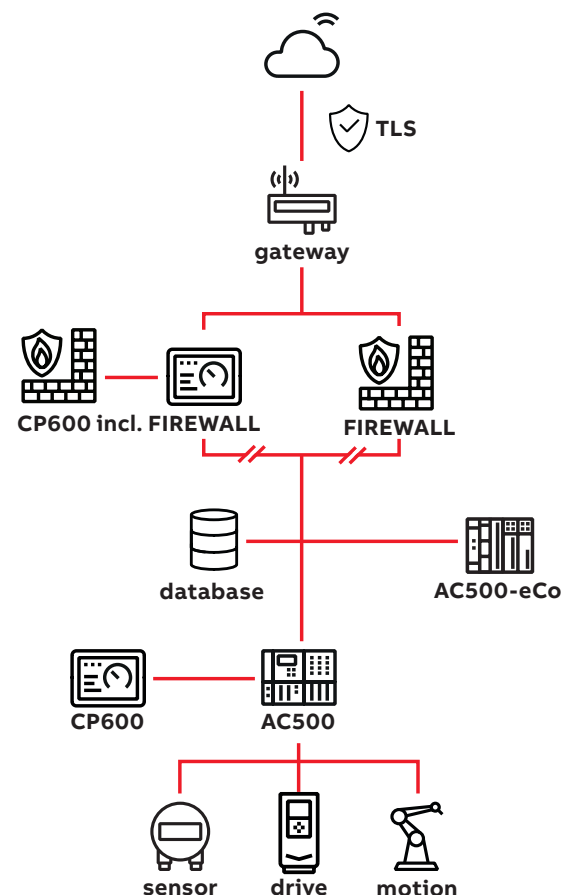 TLS
gateway
CP600 incl. FIREWALL
FIREWALL
database
AC500-eCo
CP600
AC500
sensor
drive
motion